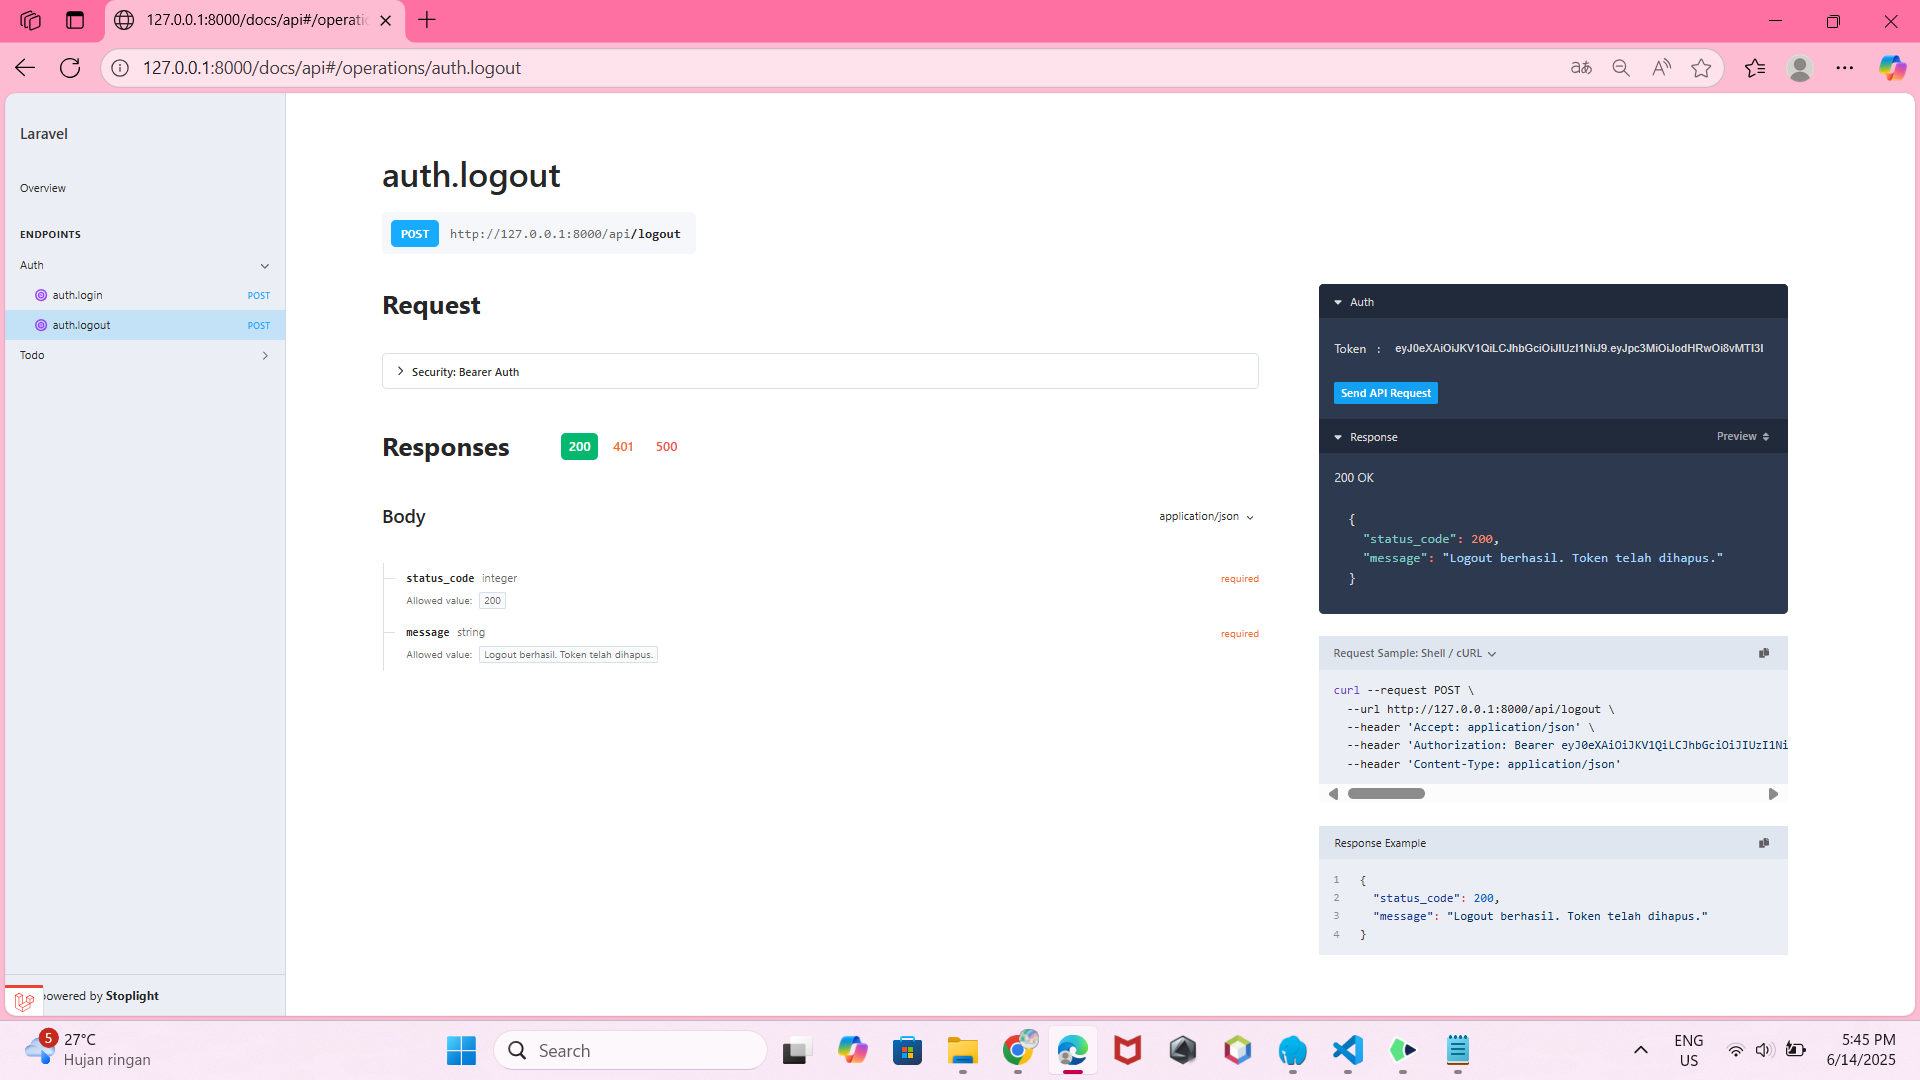 127.0.0.1:8000/docs/api#/operatio
127.0.0.1:8000/docs/api#/operations/auth.logout
Laravel
Overview
ENDPOINTS
Auth
auth.login POST
auth.logout POST
Todo
powered by Stoplight
auth.logout
POST http://127.0.0.1:8000/api/logout
Request
Security: Bearer Auth
Responses 200 401 500
Body application/json
status_code integer required
Allowed value: 200
message string required
Allowed value: Logout berhasil. Token telah dihapus.
Auth
Token : eyJ0eXAiOiJKV1QiLCJhbGciOiJIUzI1NiJ9.eyJpc3MiOiJodHRwOi8vMTI3I
Send API Request
Response Preview
200 OK
{
"status_code": 200,
"message": "Logout berhasil. Token telah dihapus."
}
Request Sample: Shell / cURL
curl --request POST \
--url http://127.0.0.1:8000/api/logout \
--header 'Accept: application/json' \
--header 'Authorization: Bearer eyJ0eXAiOiJKV1QiLCJhbGciOiJIUzI1Ni
--header 'Content-Type: application/json'
Response Example
1 {
2 "status_code": 200,
3 "message": "Logout berhasil. Token telah dihapus."
4 }
5
27°C
Hujan ringan
Search
ENG
US
5:45 PM
6/14/2025